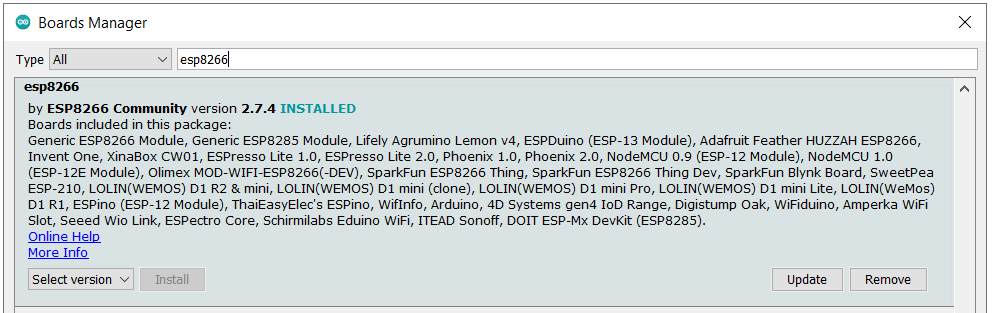 Boards Manager
Type All esp8266
esp8266
by ESP8266 Community version 2.7.4 INSTALLED
Boards included in this package:
Generic ESP8266 Module, Generic ESP8285 Module, Lifely Agrumino Lemon v4, ESPDuino (ESP-13 Module), Adafruit Feather HUZZAH ESP8266,
Invent One, XinaBox CW01, ESPresso Lite 1.0, ESPresso Lite 2.0, Phoenix 1.0, Phoenix 2.0, NodeMCU 0.9 (ESP-12 Module), NodeMCU 1.0
(ESP-12E Module), Olimex MOD-WIFI-ESP8266(-DEV), SparkFun ESP8266 Thing, SparkFun ESP8266 Thing Dev, SparkFun Blynk Board, SweetPea
ESP-210, LOLIN(WEMOS) D1 R2 & mini, LOLIN(WEMOS) D1 mini (clone), LOLIN(WEMOS) D1 mini Pro, LOLIN(WEMOS) D1 mini Lite, LOLIN(WeMos)
D1 R1, ESPino (ESP-12 Module), ThaiEasyElec's ESPino, WifInfo, Arduino, 4D Systems gen4 IoD Range, Digistump Oak, WiFiduino, Amperka WiFi
Slot, Seeed Wio Link, ESPectro Core, Schirmilabs Eduino WiFi, ITEAD Sonoff, DOIT ESP-Mx DevKit (ESP8285).
Online Help
More Info
Select version Install Update Remove